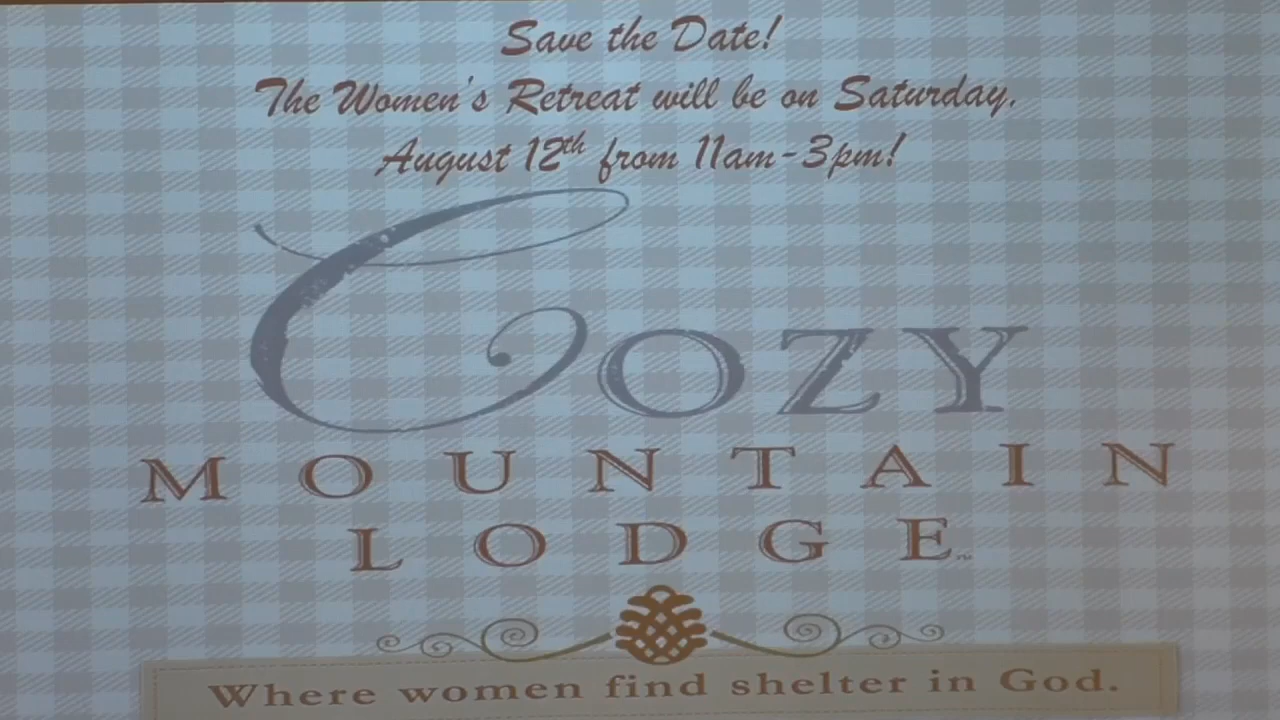 Save the Date!
The Women's Retreat will be on Saturday,
August 12th from 11am-3pm!
COZY
MOUNTAIN
LODGE™
Where women find shelter in God.